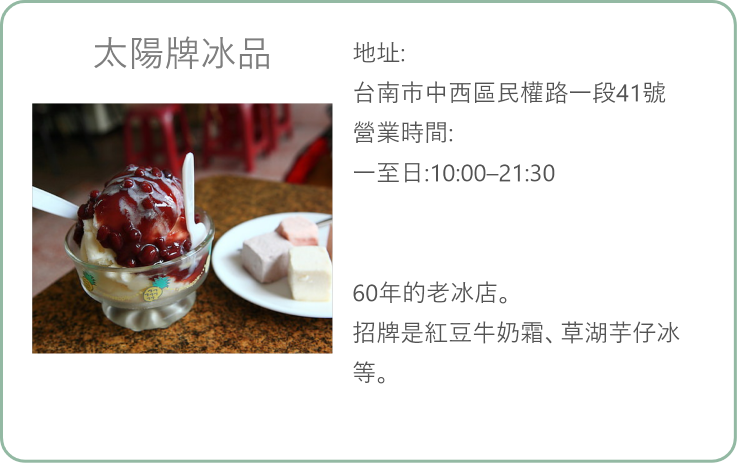 太陽牌冰品
地址:
台南市中西區民權路一段41號
營業時間:
一至日:10:00–21:30
60年的老冰店。
招牌是紅豆牛奶霜、草湖芋仔冰
等。